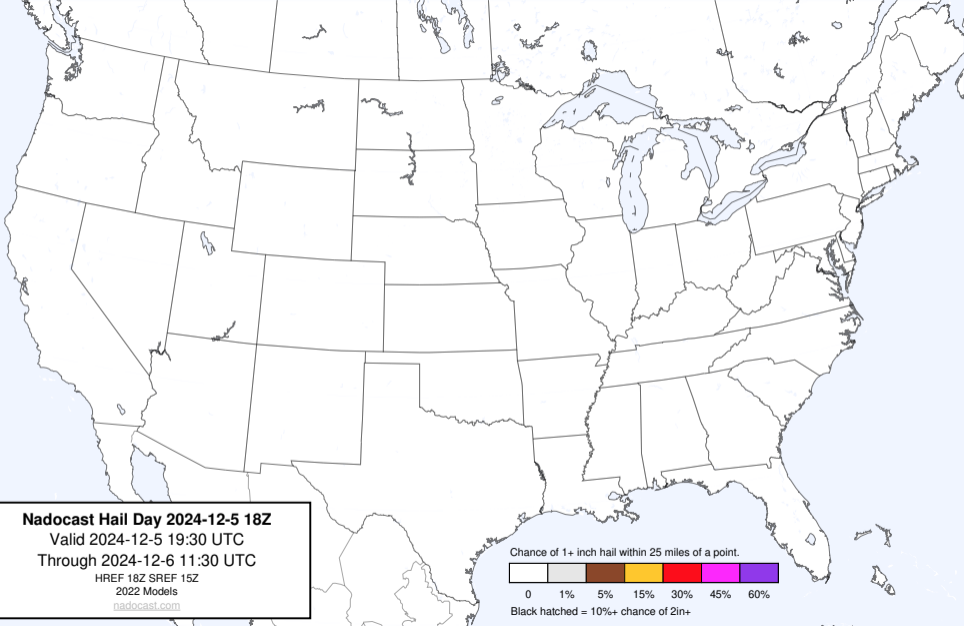 Nadocast Hail Day 2024-12-5 18Z
Valid 2024-12-5 19:30 UTC
Through 2024-12-6 11:30 UTC
HREF 18Z SREF 15Z
2022 Models
nadocast.com
Chance of 1+ inch hail within 25 miles of a point.
0 1% 5% 15% 30% 45% 60%
Black hatched = 10%+ chance of 2in+